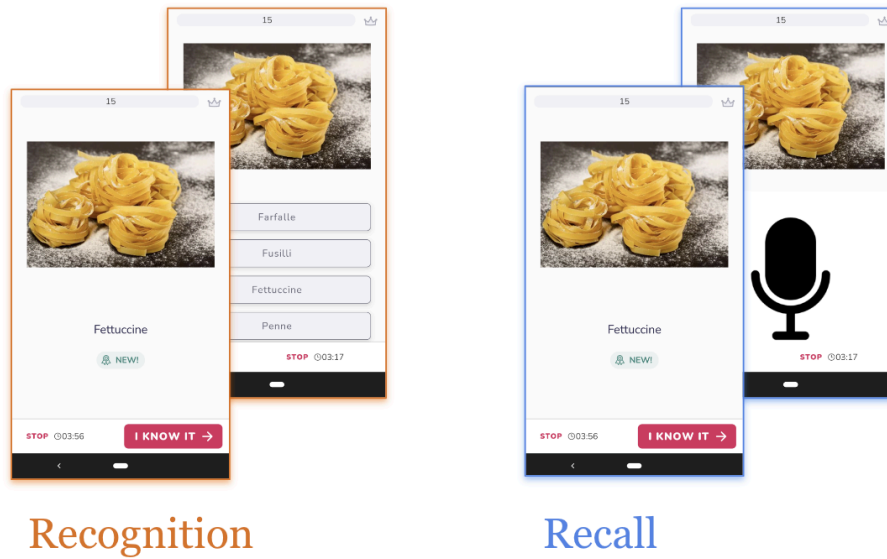 15
15
Farfalle
Fusilli
Fettuccine
Penne
Fettuccine
NEW!
STOP 03:17
STOP 03:56
I KNOW IT →
Recognition
15
15
Fettuccine
NEW!
STOP 03:17
STOP 03:56
I KNOW IT →
Recall